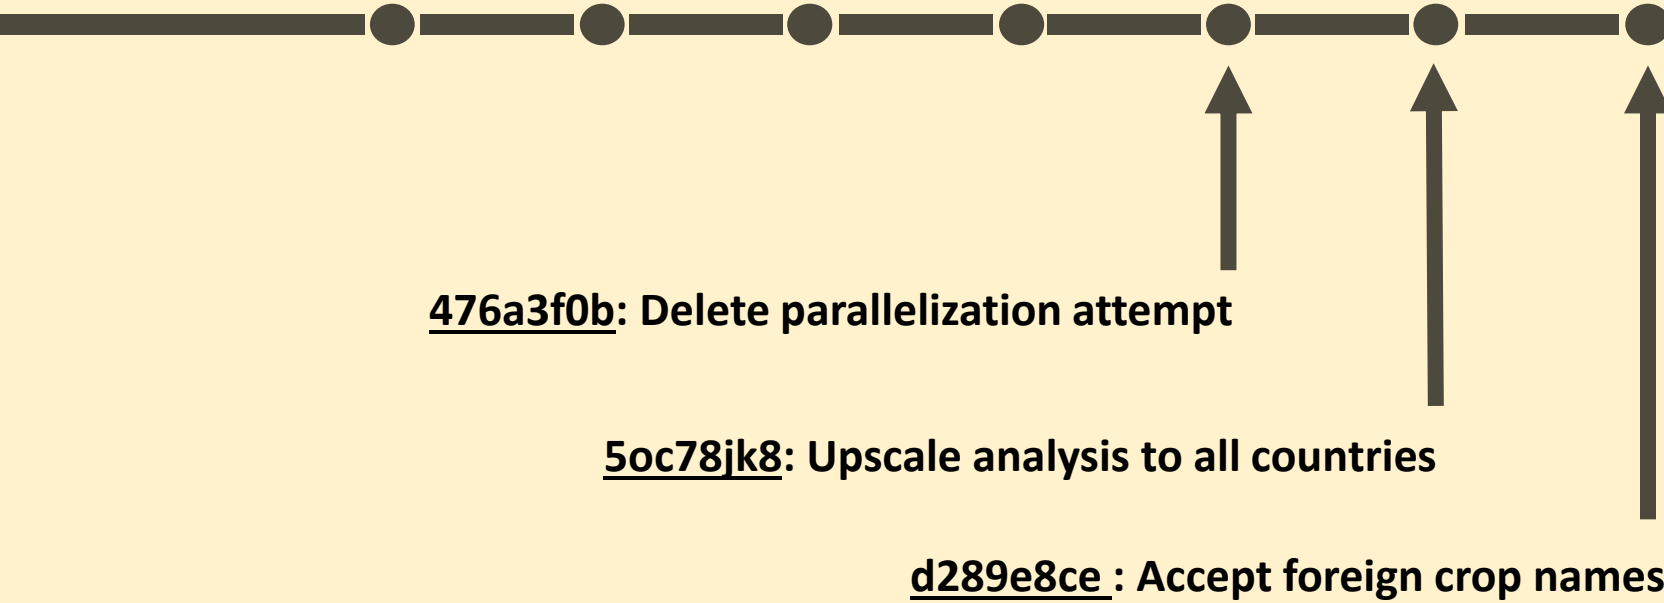 476a3f0b: Delete parallelization attempt
5oc78jk8: Upscale analysis to all countries
d289e8ce : Accept foreign crop names